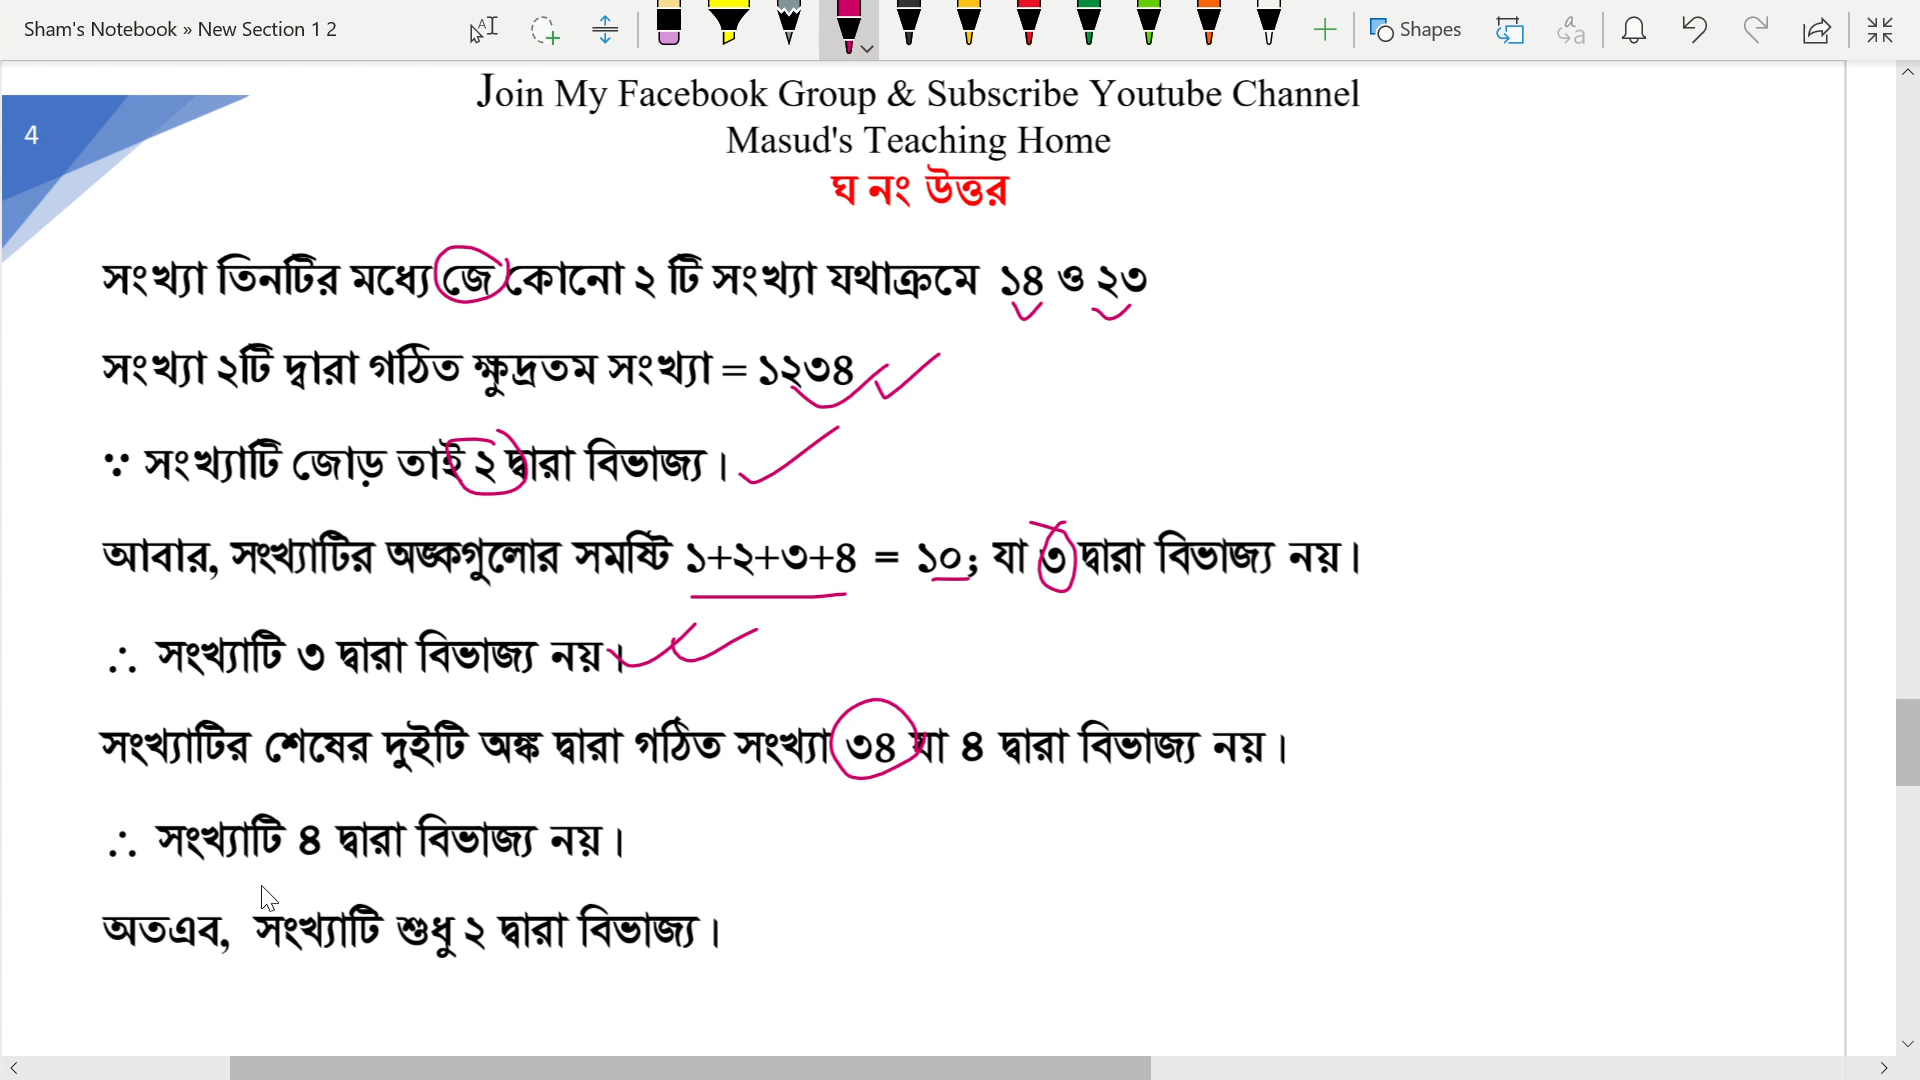 Sham's Notebook » New Section 1 2
Shapes
Join My Facebook Group & Subscribe Youtube Channel
4
Masud's Teaching Home
ঘ নং উত্তর
সংখ্যা তিনটির মধ্যে জে কোনো ২ টি সংখ্যা যথাক্রমে ১৪ ও ২৩
সংখ্যা ২টি দ্বারা গঠিত ক্ষুদ্রতম সংখ্যা = ১২৩৪
∵ সংখ্যাটি জোড় তাই ২ দ্বারা বিভাজ্য।
আবার, সংখ্যাটির অঙ্কগুলোর সমষ্টি ১+২+৩+৪ = ১০; যা ৩ দ্বারা বিভাজ্য নয়।
∴ সংখ্যাটি ৩ দ্বারা বিভাজ্য নয়।
সংখ্যাটির শেষের দুইটি অঙ্ক দ্বারা গঠিত সংখ্যা ৩৪ যা ৪ দ্বারা বিভাজ্য নয়।
∴ সংখ্যাটি ৪ দ্বারা বিভাজ্য নয়।
অতএব, সংখ্যাটি শুধু ২ দ্বারা বিভাজ্য।